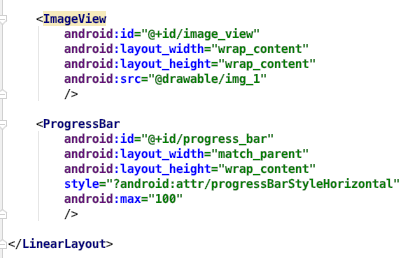 <ImageView
android:id="@+id/image_view"
android:layout_width="wrap_content"
android:layout_height="wrap_content"
android:src="@drawable/img_1"
/>
<ProgressBar
android:id="@+id/progress_bar"
android:layout_width="match_parent"
android:layout_height="wrap_content"
style="?android:attr/progressBarStyleHorizontal"
android:max="100"
/>
</LinearLayout>